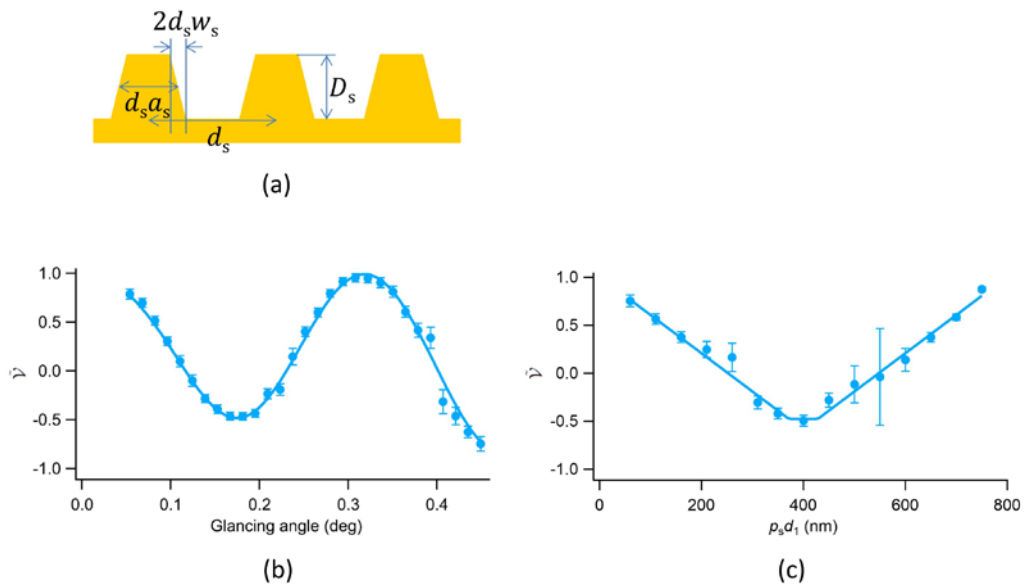 2dₛwₛ
Dₛ
dₛaₛ
dₛ
(a)
1.0
0.5
0.0
-0.5
-1.0
ṽ
0.0 0.1 0.2 0.3 0.4
Glancing angle (deg)
(b)
1.0
0.5
0.0
-0.5
-1.0
ṽ
0 200 400 600 800
pₛd₁ (nm)
(c)